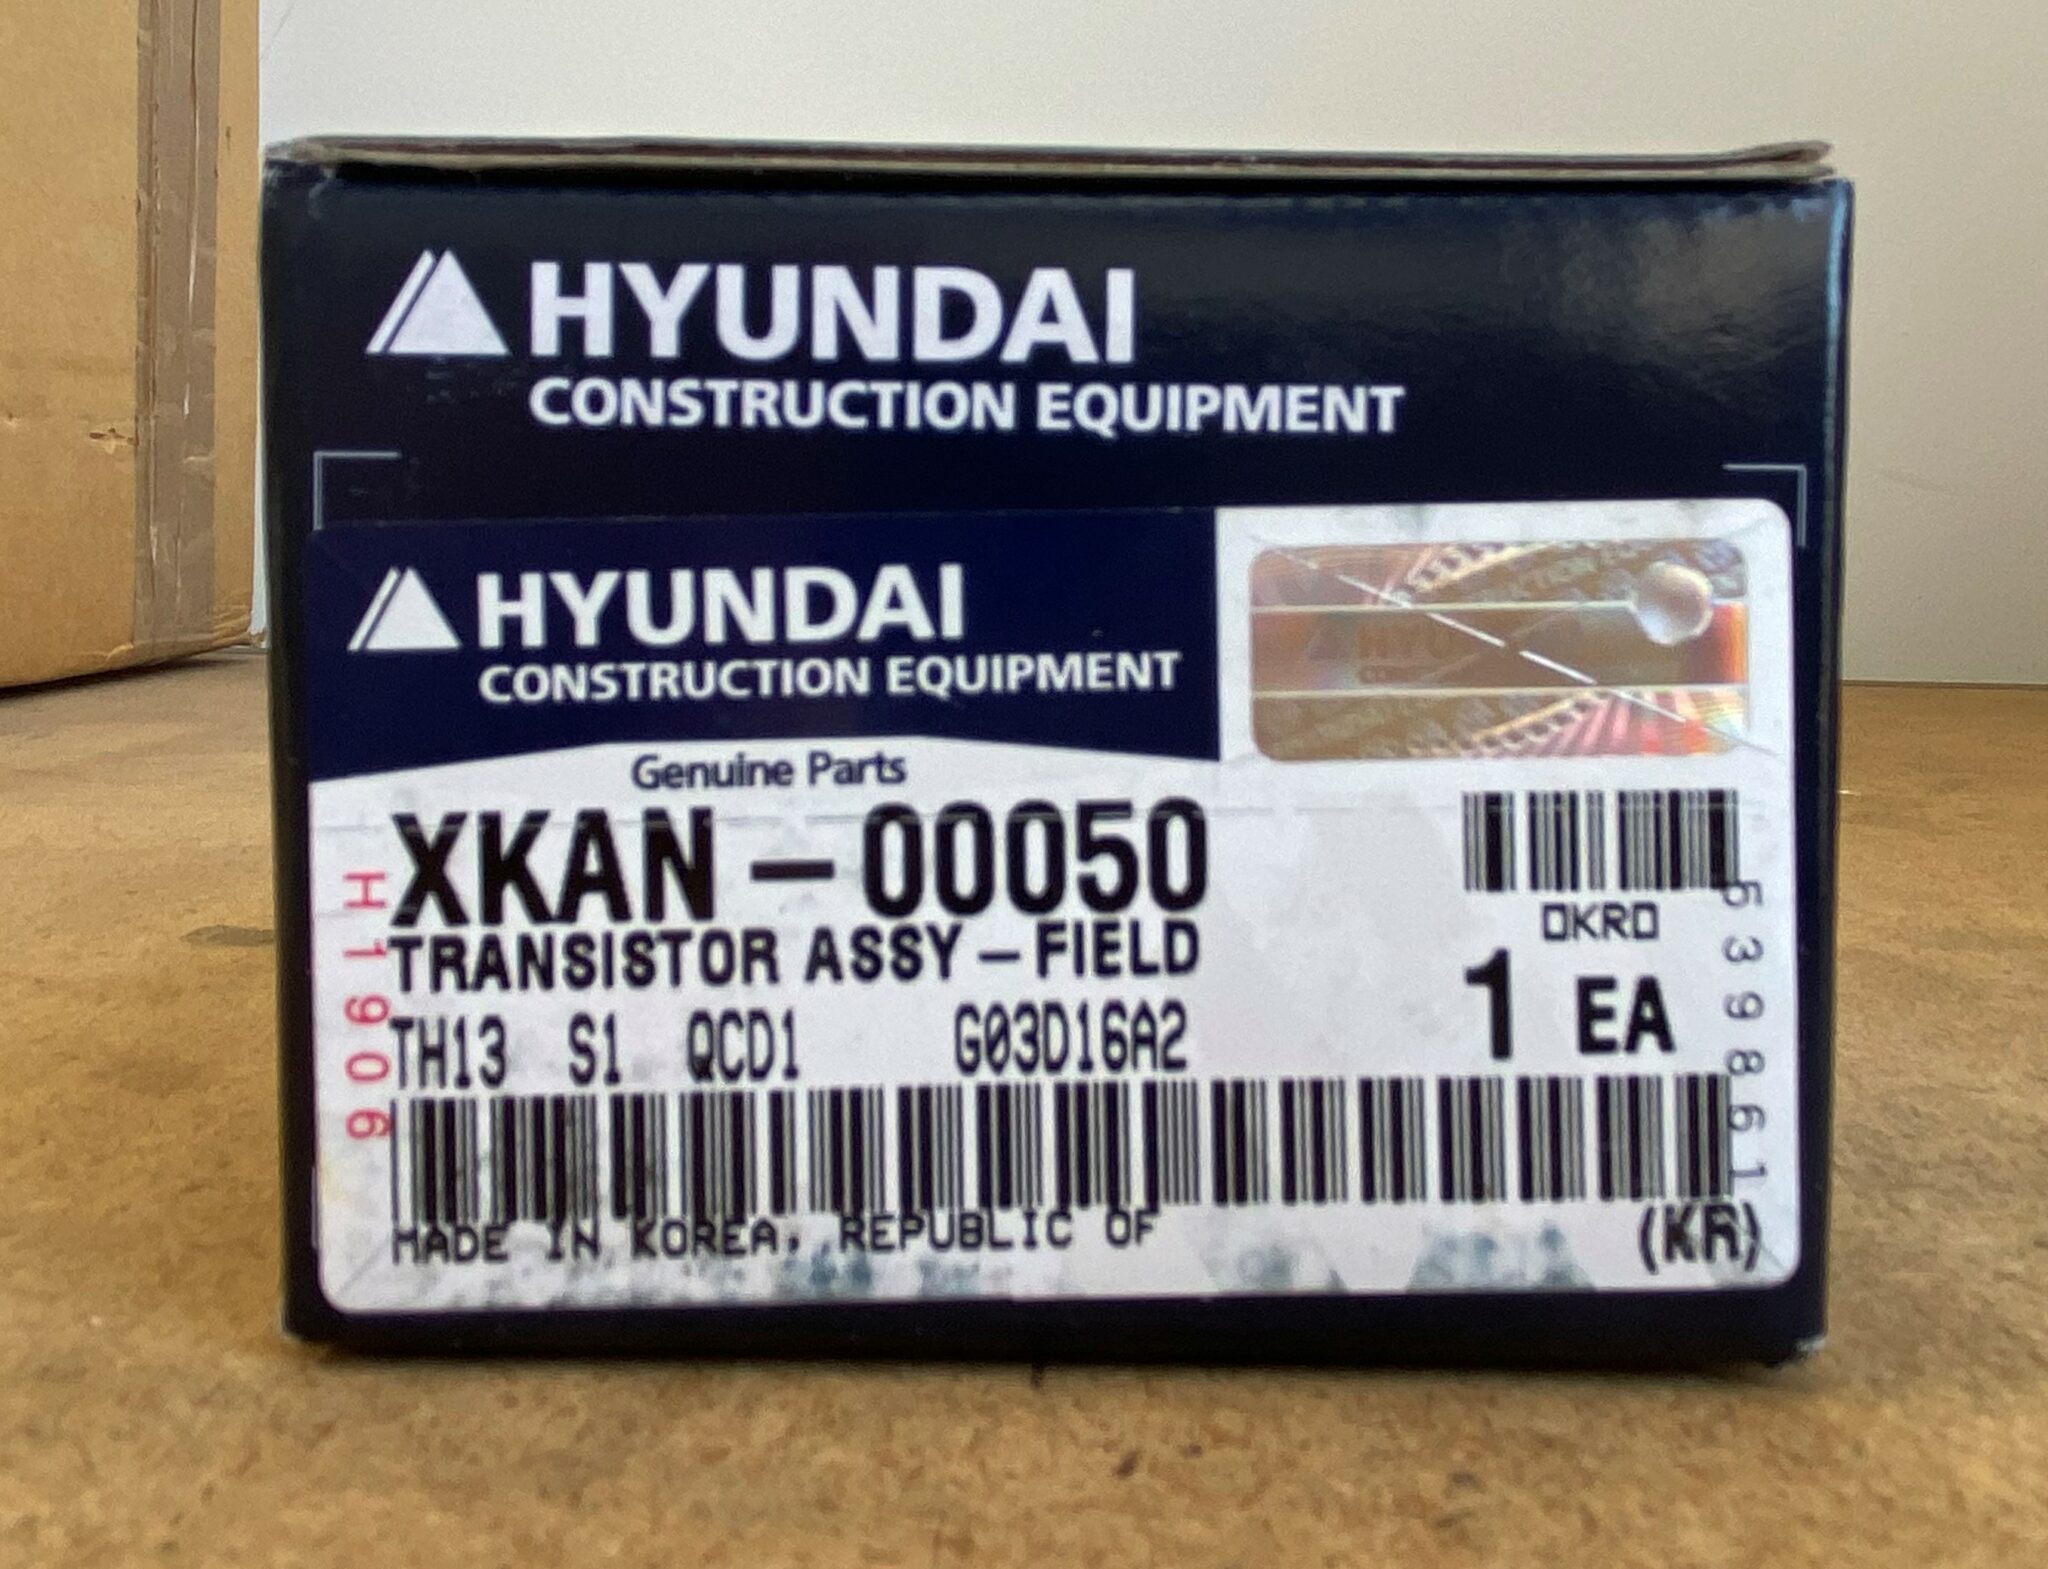 HYUNDAI
CONSTRUCTION EQUIPMENT
HYUNDAI
CONSTRUCTION EQUIPMENT
Genuine Parts
XKAN-00050
TRANSISTOR ASSY-FIELD
TH13 S1 QCD1 G03D16A2
OKRO
1 EA
MADE IN KOREA, REPUBLIC OF
(KR)
H1906
539861